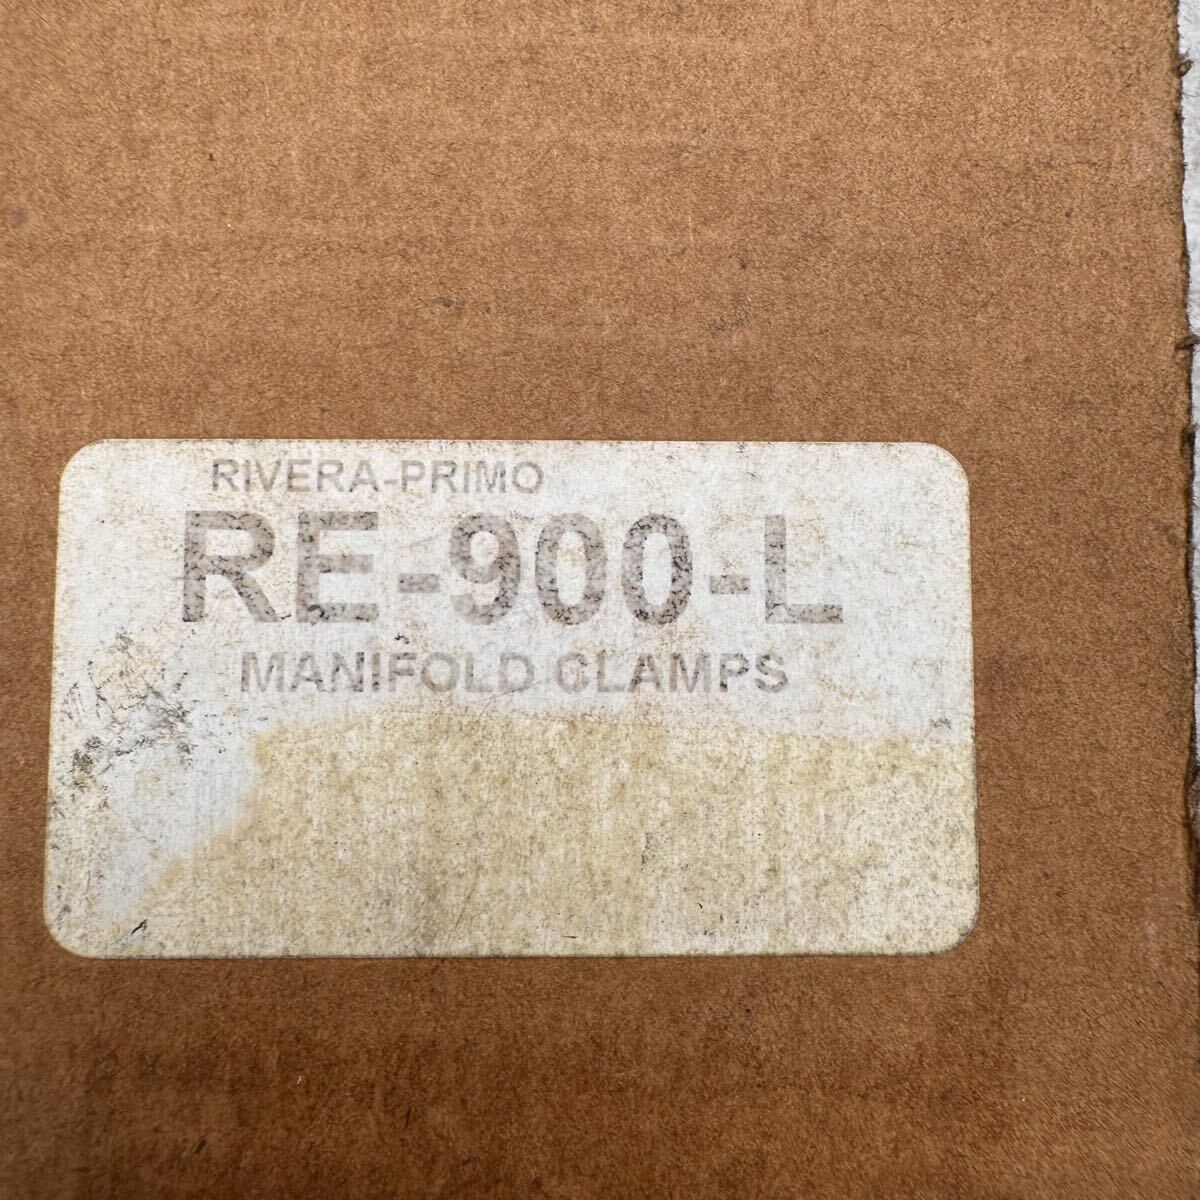 RIVERA-PRIMO
RE-900-L
MANIFOLD CLAMPS